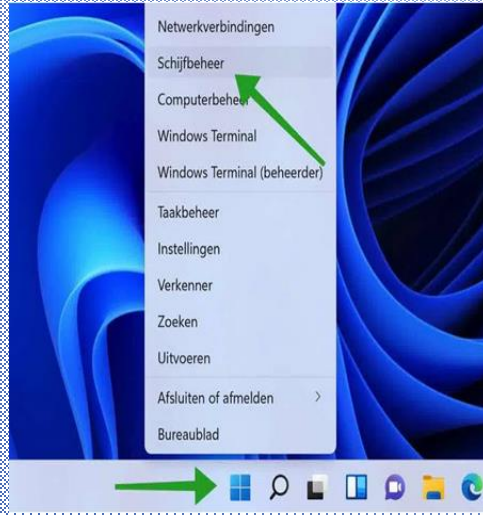 Netwerkverbindingen
Schijfbeheer
Computerbeheer
Windows Terminal
Windows Terminal (beheerder)
Taakbeheer
Instellingen
Verkenner
Zoeken
Uitvoeren
Afsluiten of afmelden
Bureaublad